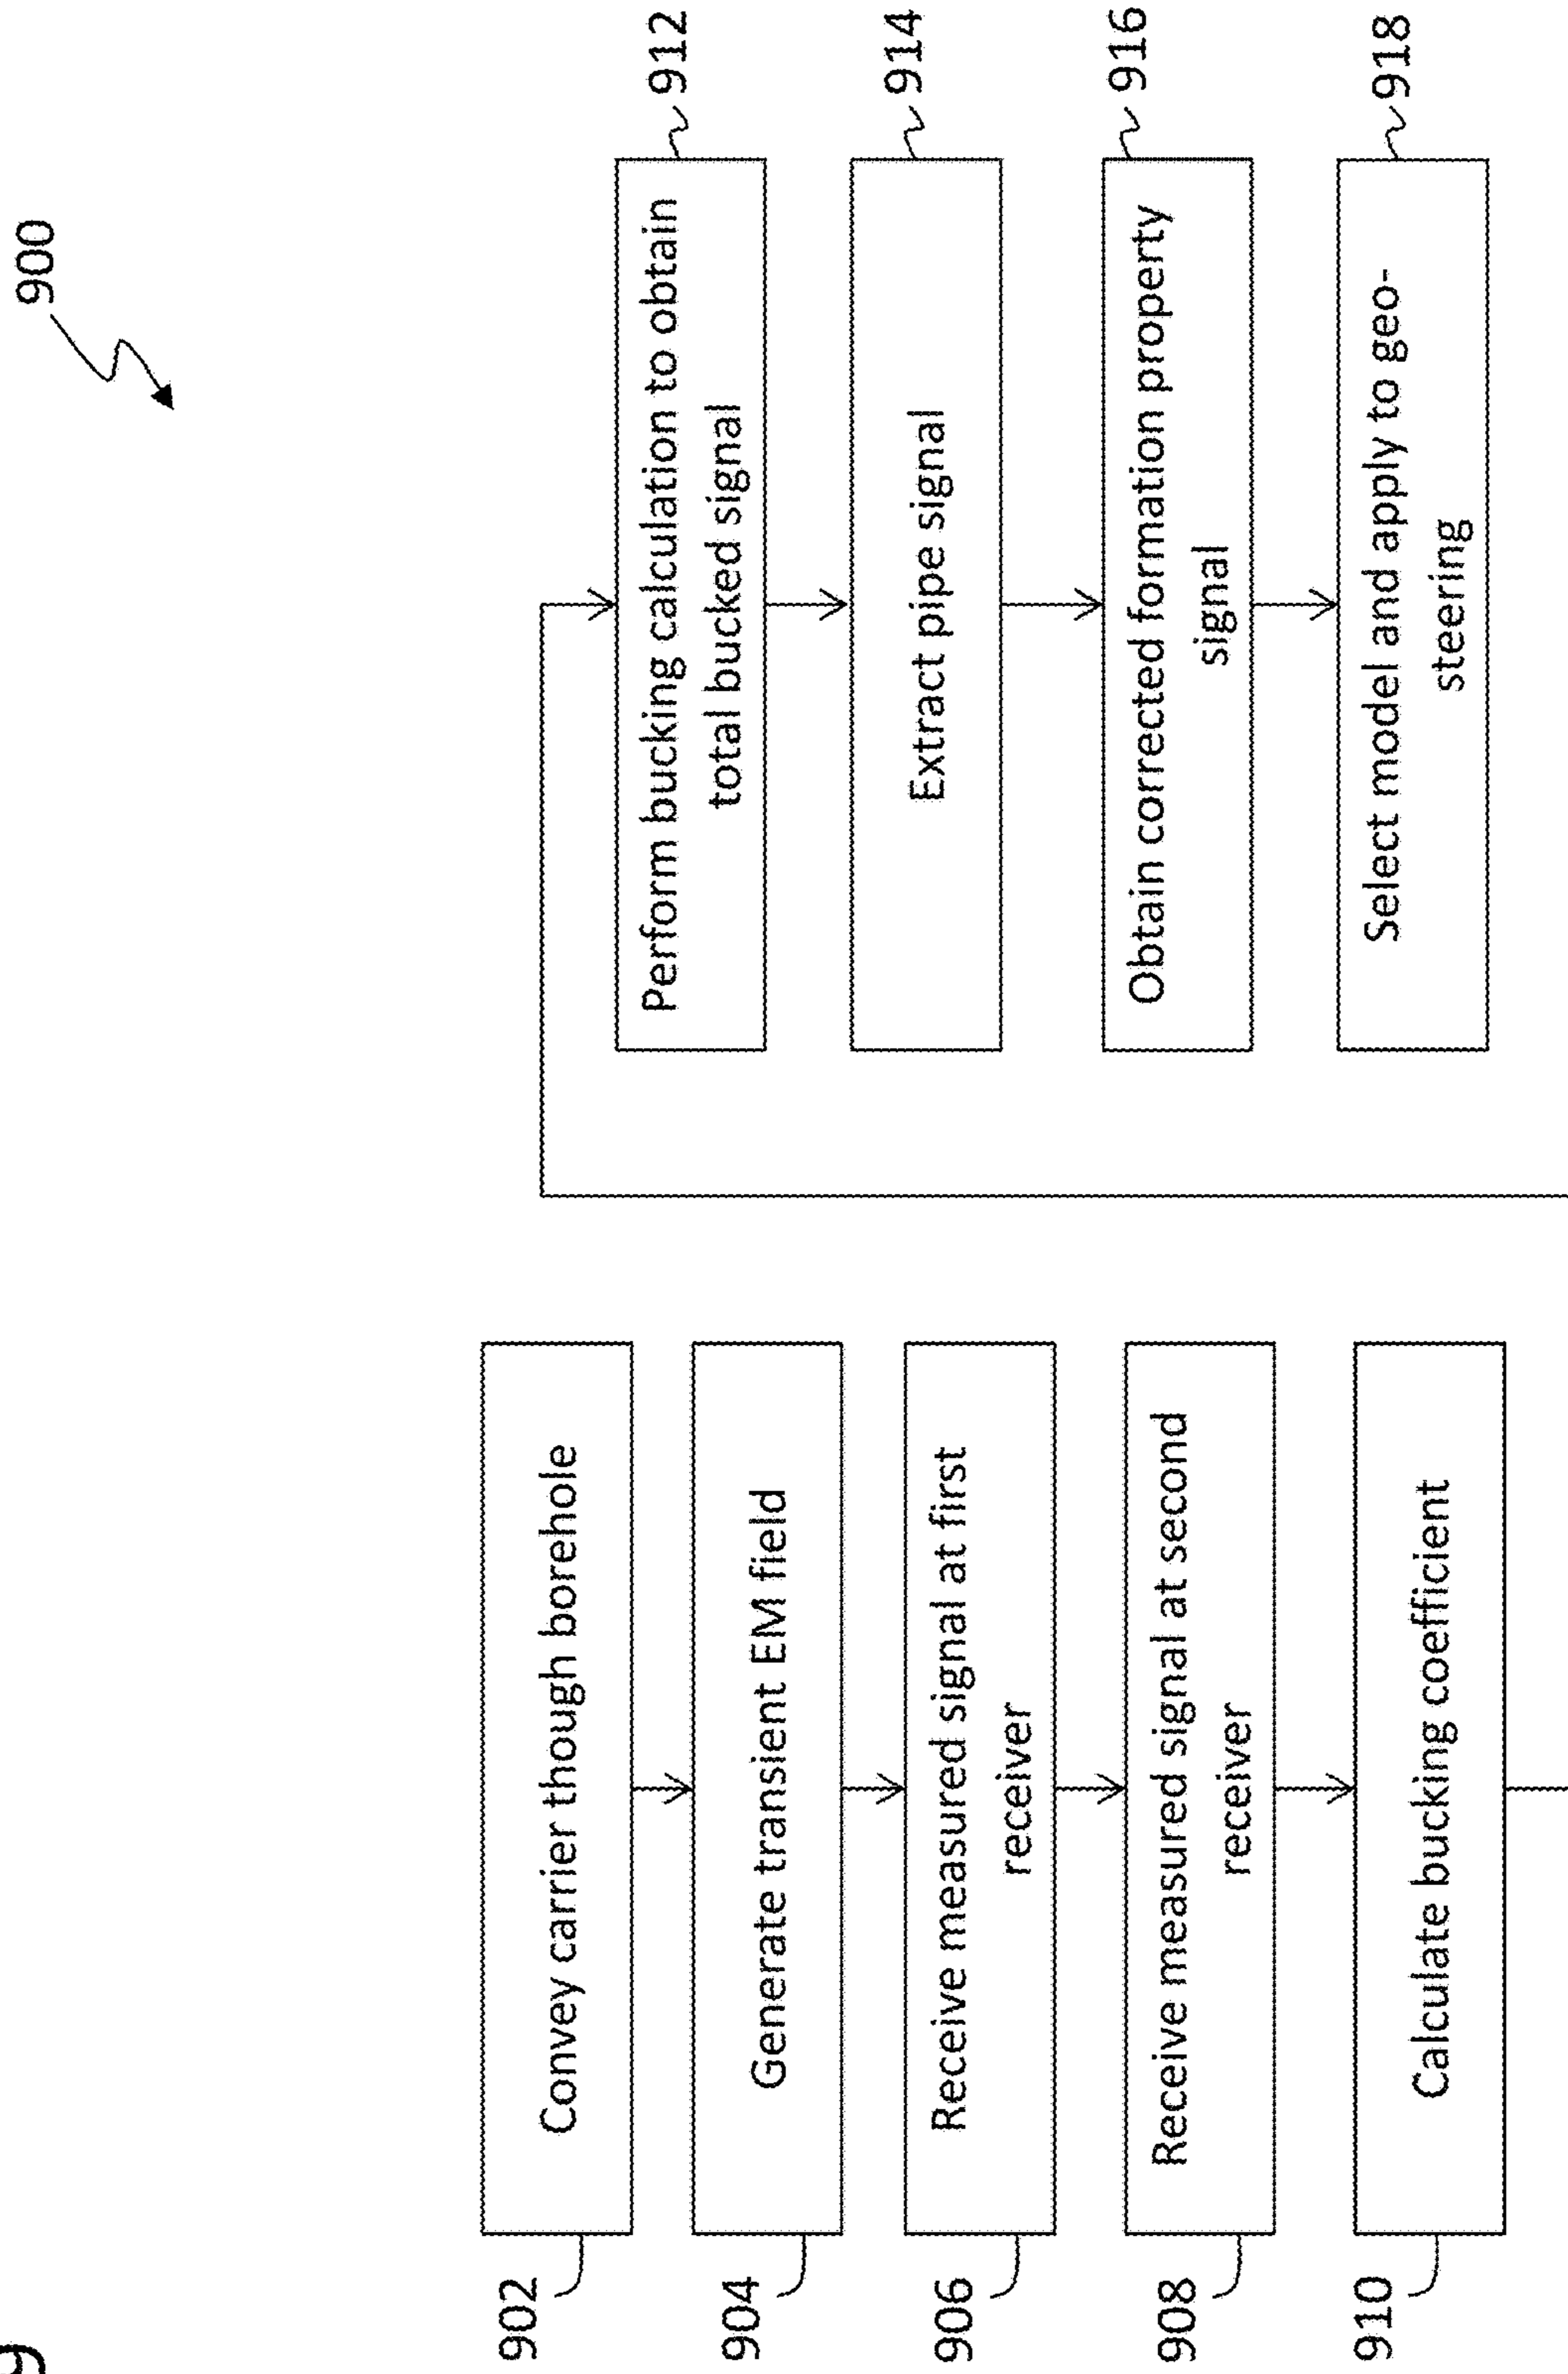 900
902
Convey carrier though borehole
904
Generate transient EM field
906
Receive measured signal at first
receiver
908
Receive measured signal at second
receiver
910
Calculate bucking coefficient
Perform bucking calculation to obtain
total bucked signal
912
Extract pipe signal
914
Obtain corrected formation property
signal
916
Select model and apply to geo-
steering
918